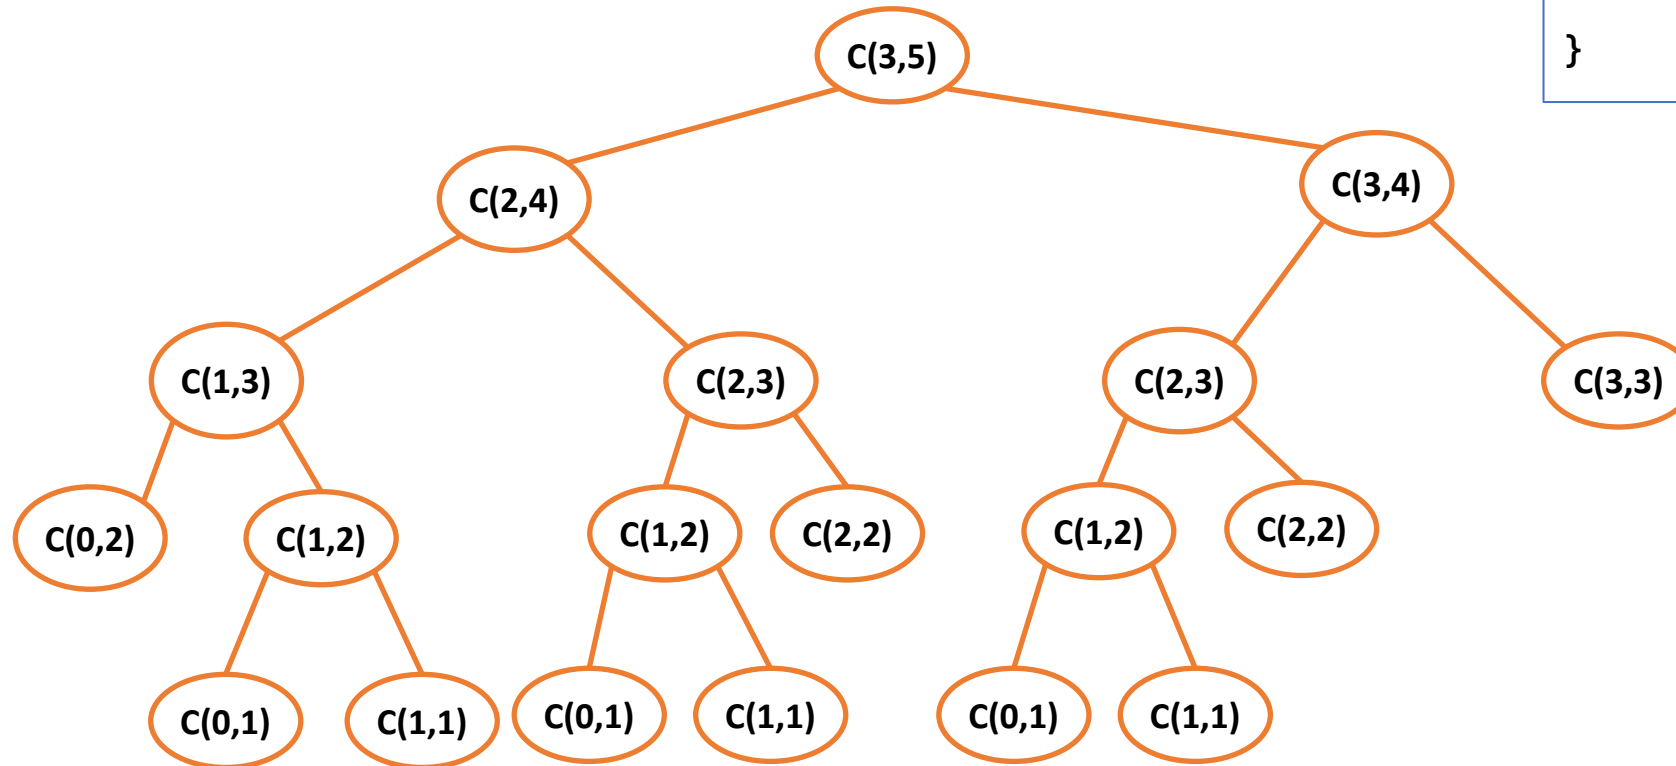 C(3,5)
}
C(2,4)
C(3,4)
C(1,3)
C(2,3)
C(2,3)
C(3,3)
C(0,2)
C(1,2)
C(1,2)
C(2,2)
C(1,2)
C(2,2)
C(0,1)
C(1,1)
C(0,1)
C(1,1)
C(0,1)
C(1,1)